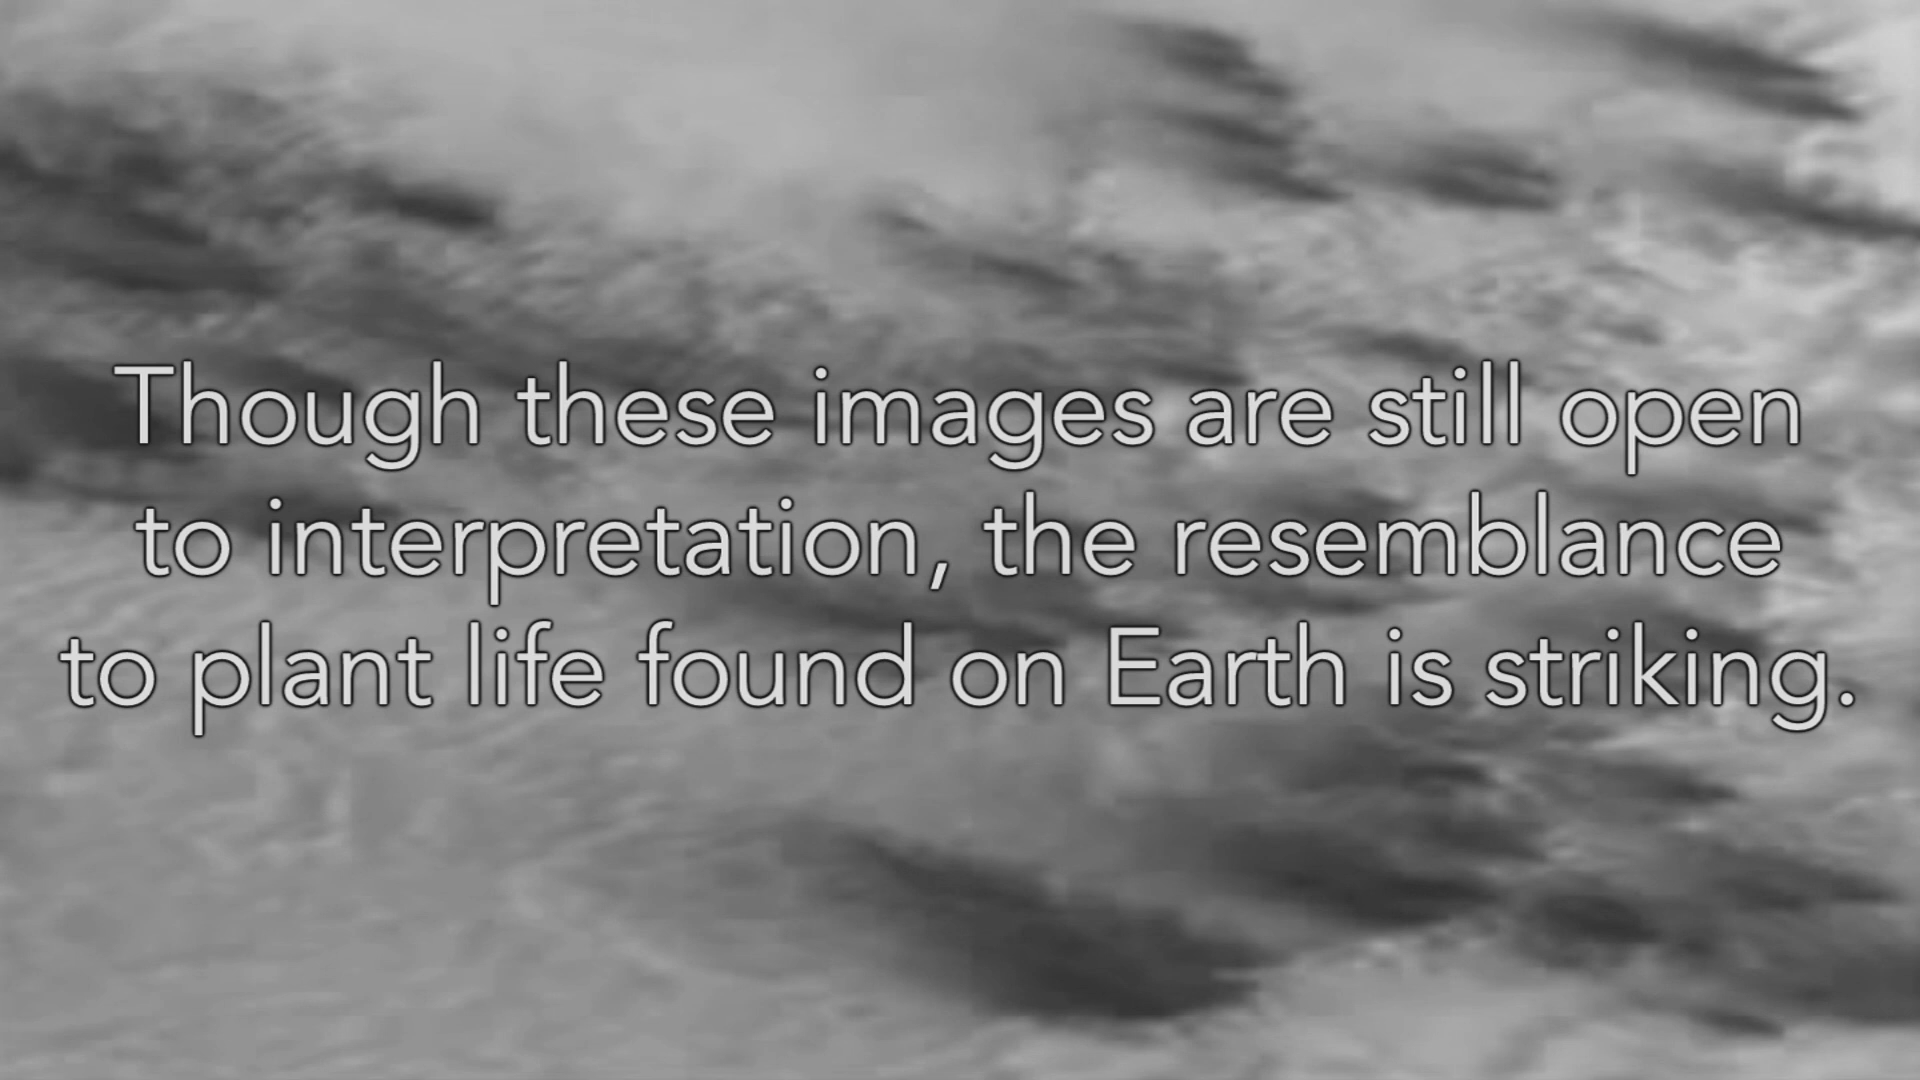 Though these images are still open
to interpretation, the resemblance
to plant life found on Earth is striking.